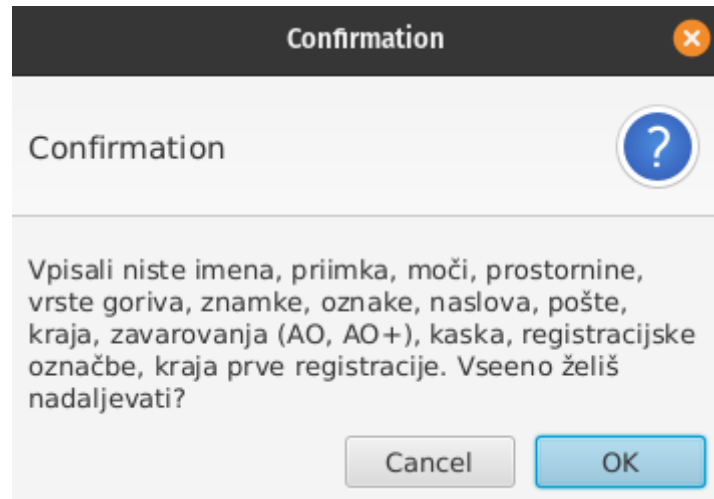 Confirmation
Confirmation
Vpisali niste imena, priimka, moči, prostornine,
vrste goriva, znamke, oznake, naslova, pošte,
kraja, zavarovanja (AO, AO+), kaska, registracijske
označbe, kraja prve registracije. Vseeno želiš
nadaljevati?
Cancel OK